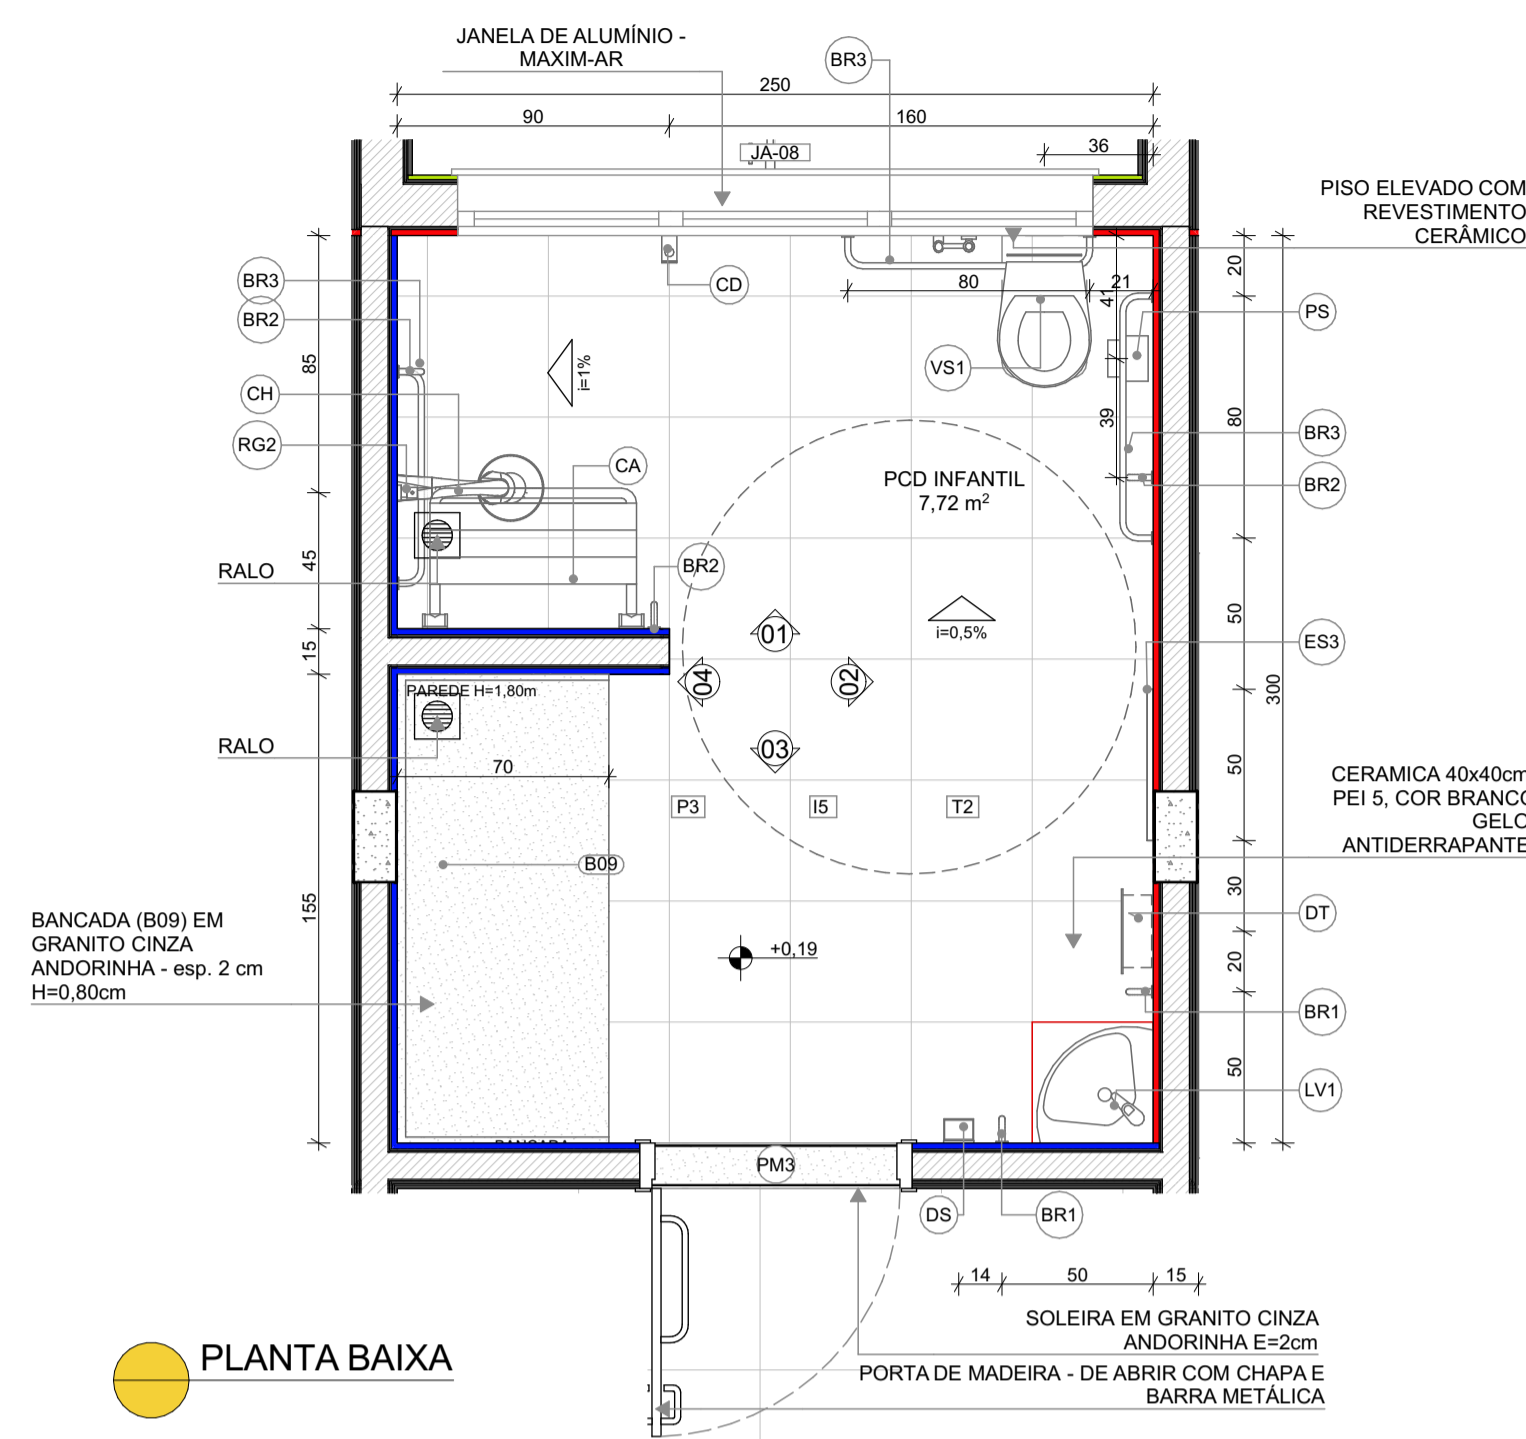 JANELA DE ALUMÍNIO -
MAXIM-AR
BR3
250
90
160
36
JA-08
PISO ELEVADO COM
REVESTIMENTO
CERÂMICO
BR3
BR2
CH
RG2
CD
80
21
41
20
PS
VS1
i=1%
85
39
80
CA
PCD INFANTIL
7,72 m²
BR3
BR2
RALO
45
BR2
50
01
i=0,5%
15
ES3
04
02
300
PAREDE H=1,80m
RALO
03
70
50
CERAMICA 40x40cm
PEI 5, COR BRANCO
GELO
ANTIDERRAPANTE
P3
I5
T2
B09
155
30
DT
BANCADA (B09) EM
GRANITO CINZA
ANDORINHA - esp. 2 cm
H=0,80cm
+0,19
20
BR1
50
LV1
BANCADA
PM3
DS
BR1
14
50
15
SOLEIRA EM GRANITO CINZA
ANDORINHA E=2cm
PORTA DE MADEIRA - DE ABRIR COM CHAPA E
BARRA METÁLICA
PLANTA BAIXA